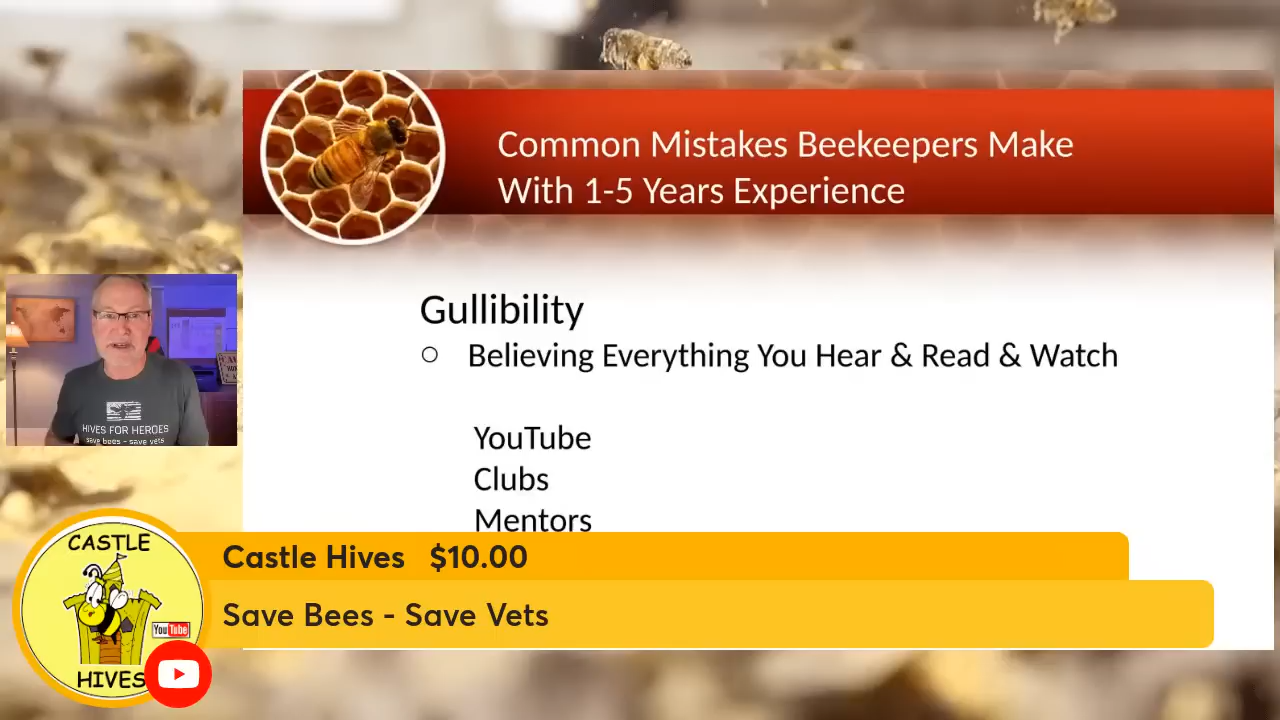 Common Mistakes Beekeepers Make
With 1-5 Years Experience
Gullibility
Believing Everything You Hear & Read & Watch
YouTube
Clubs
Mentors
HIVES FOR HEROES
save bees - save vets
Castle Hives $10.00
Save Bees - Save Vets
CASTLE
YouTube
HIVES